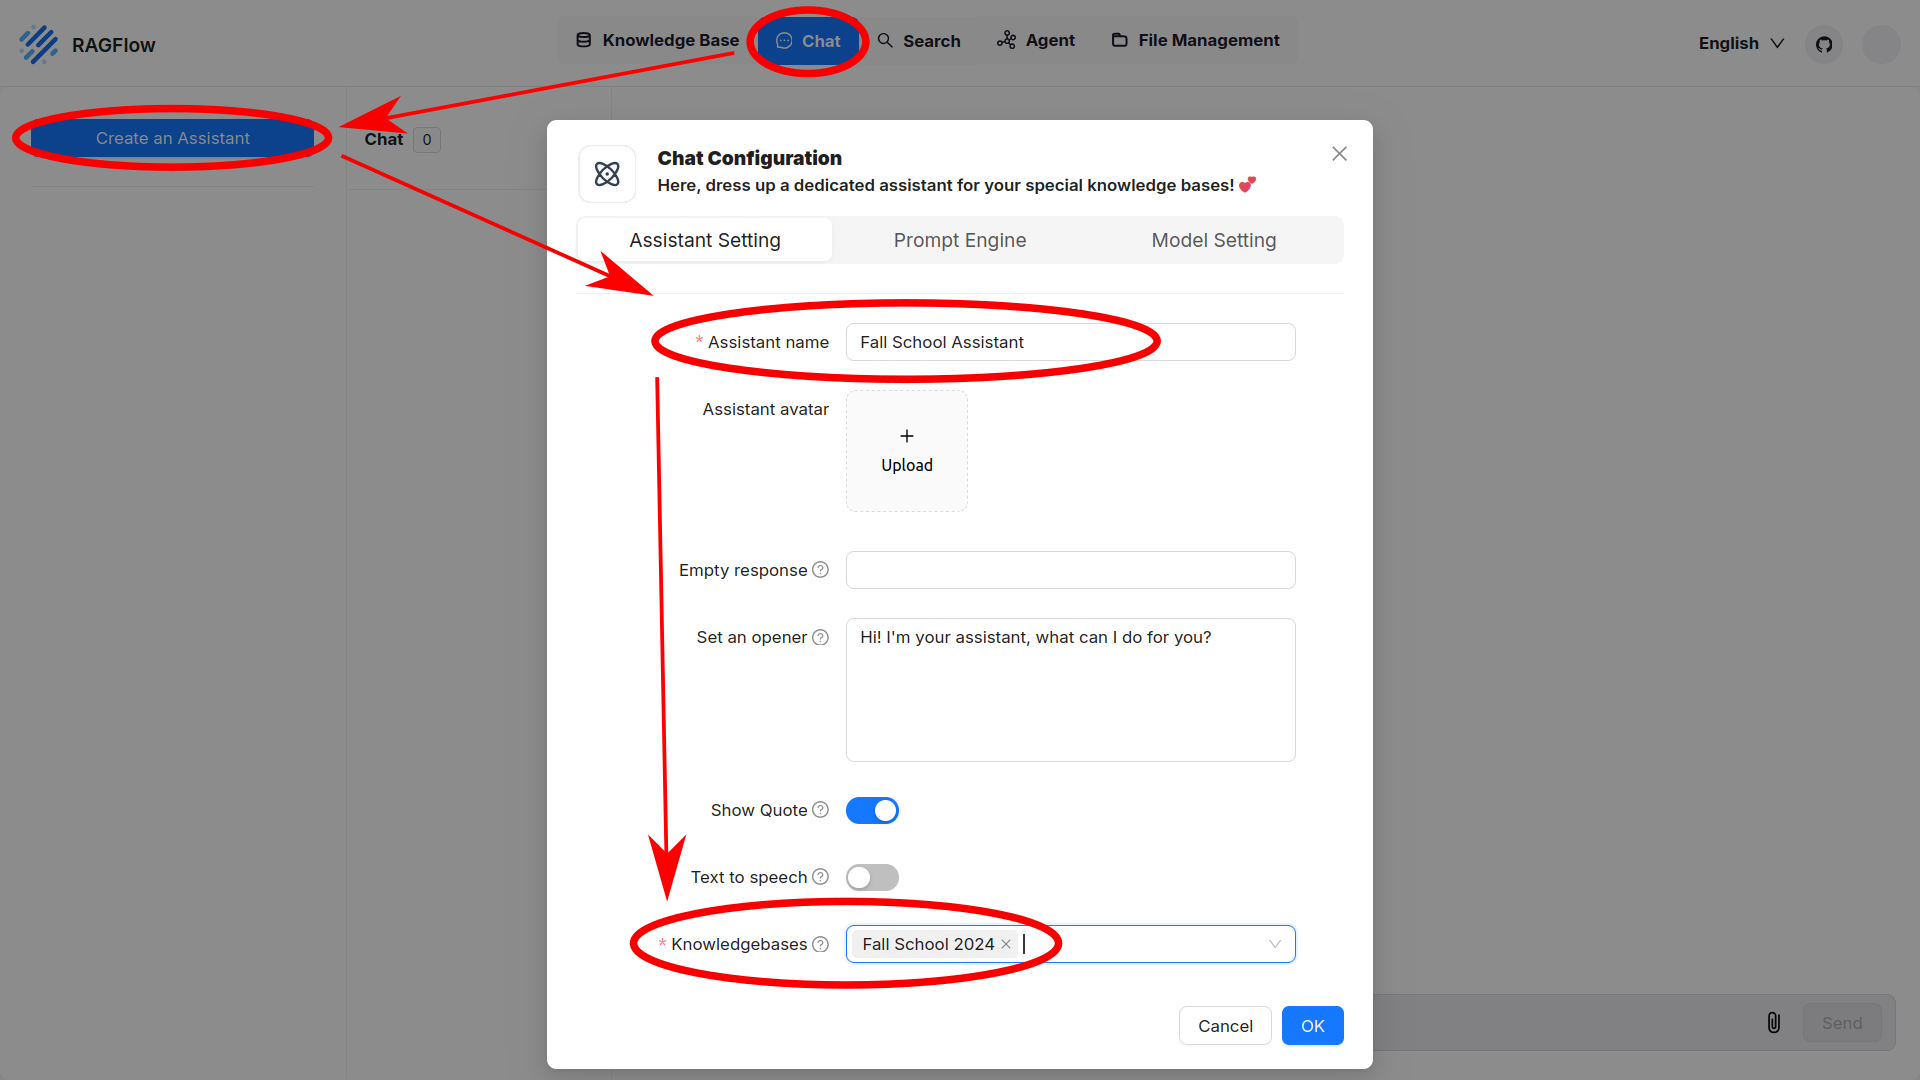 RAGFlow
Knowledge Base
Chat
Search
Agent
File Management
English
Create an Assistant
Chat 0
Chat Configuration
Here, dress up a dedicated assistant for your special knowledge bases! 💕
Assistant Setting
Prompt Engine
Model Setting
* Assistant name
Fall School Assistant
Assistant avatar
+
Upload
Empty response ?
Set an opener ?
Hi! I'm your assistant, what can I do for you?
Show Quote ?
Text to speech ?
* Knowledgebases ?
Fall School 2024
Cancel
OK
Send